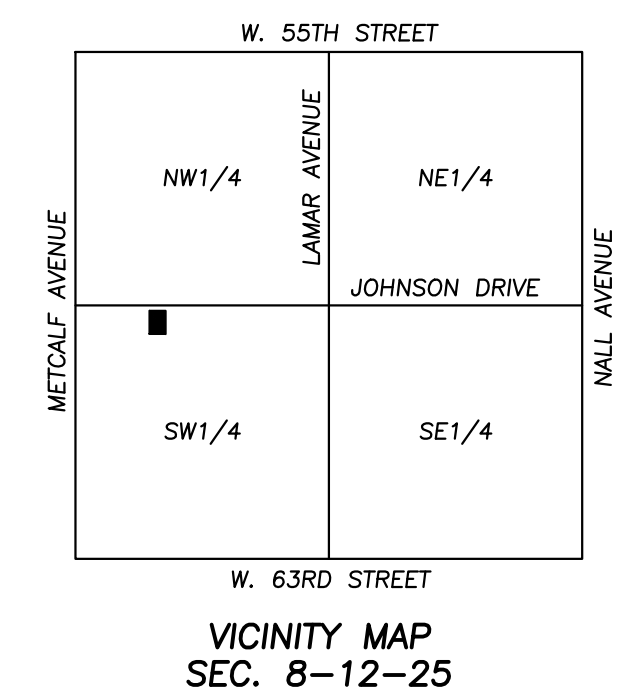 W. 55TH STREET
LAMAR AVENUE
NW1/4
NE1/4
METCALF AVENUE
NALL AVENUE
JOHNSON DRIVE
SW1/4
SE1/4
W. 63RD STREET
VICINITY MAP
SEC. 8-12-25